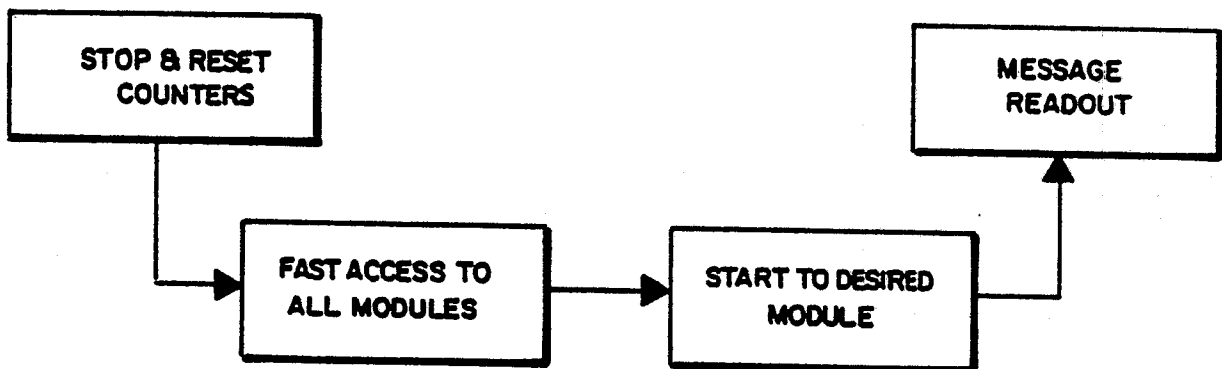 STOP & RESET
COUNTERS
FAST ACCESS TO
ALL MODULES
START TO DESIRED
MODULE
MESSAGE
READOUT